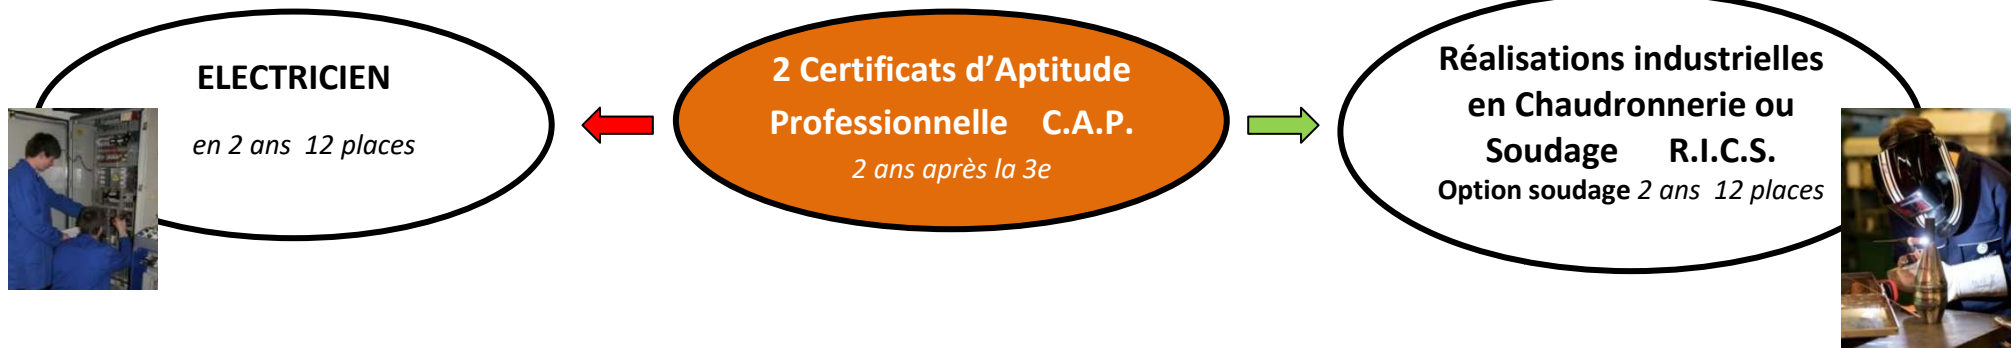 ELECTRICIEN
en 2 ans 12 places
2 Certificats d’Aptitude
Professionnelle C.A.P.
2 ans après la 3e
Réalisations industrielles
en Chaudronnerie ou
Soudage R.I.C.S.
Option soudage 2 ans 12 places